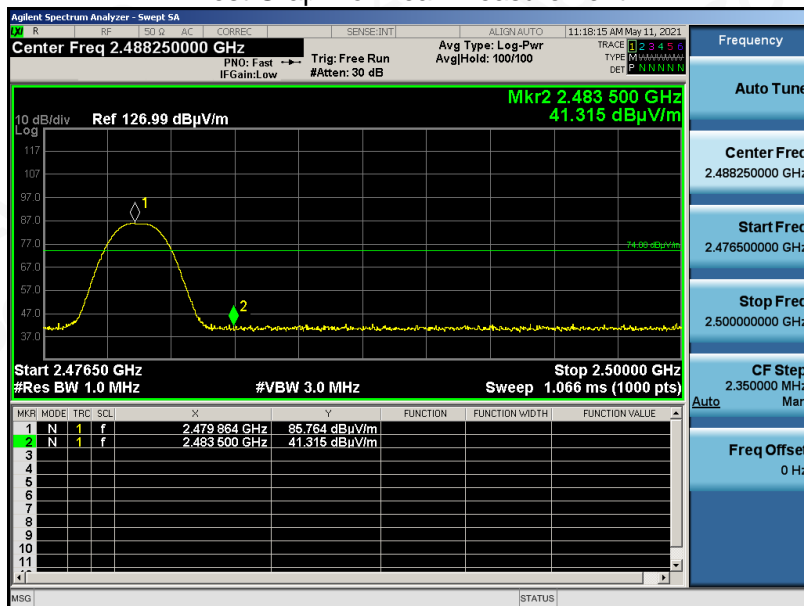 Agilent Spectrum Analyzer - Swept SA
LXI R RF 50 Ω AC CORREC SENSE:INT ALIGN AUTO 11:18:15 AM May 11, 2021
Center Freq 2.488250000 GHz
Avg Type: Log-Pwr
TRACE 1 2 3 4 5 6
PNO: Fast Trig: Free Run Avg|Hold: 100/100
TYPE M
IFGain:Low #Atten: 30 dB
DET P N N N N N
Mkr2 2.483 500 GHz
41.315 dBµV/m
10 dB/div Ref 126.99 dBµV/m
Log
117
107
97.0
87.0
77.0
67.0
57.0
47.0
37.0
1
74.00 dBµV/m
2
Start 2.47650 GHz Stop 2.50000 GHz
#Res BW 1.0 MHz #VBW 3.0 MHz Sweep 1.066 ms (1000 pts)
MKR MODE TRC SCL X Y FUNCTION FUNCTION WIDTH FUNCTION VALUE
1 N 1 f 2.479 864 GHz 85.764 dBµV/m
2 N 1 f 2.483 500 GHz 41.315 dBµV/m
3
4
5
6
7
8
9
10
11
MSG STATUS
Frequency
Auto Tune
Center Freq
2.488250000 GHz
Start Freq
2.476500000 GHz
Stop Freq
2.500000000 GHz
CF Step
2.350000 MHz
Auto Man
Freq Offset
0 Hz